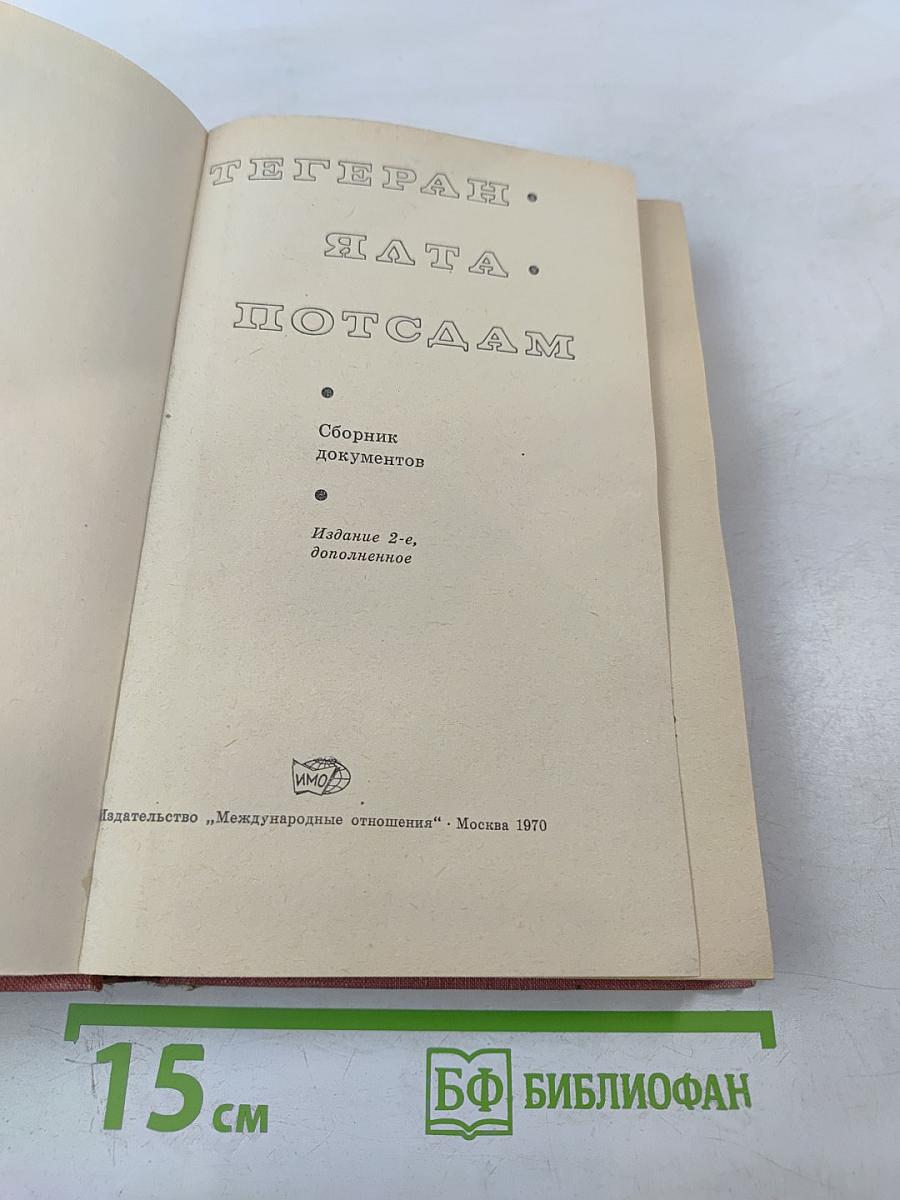 ТЕГЕРАН •
ЯЛТА •
ПОТСДАМ
•
Сборник
документов
•
Издание 2-е,
дополненное
ИМО
Издательство „Международные отношения“ · Москва 1970
15 см
БФ БИБЛИОФАН